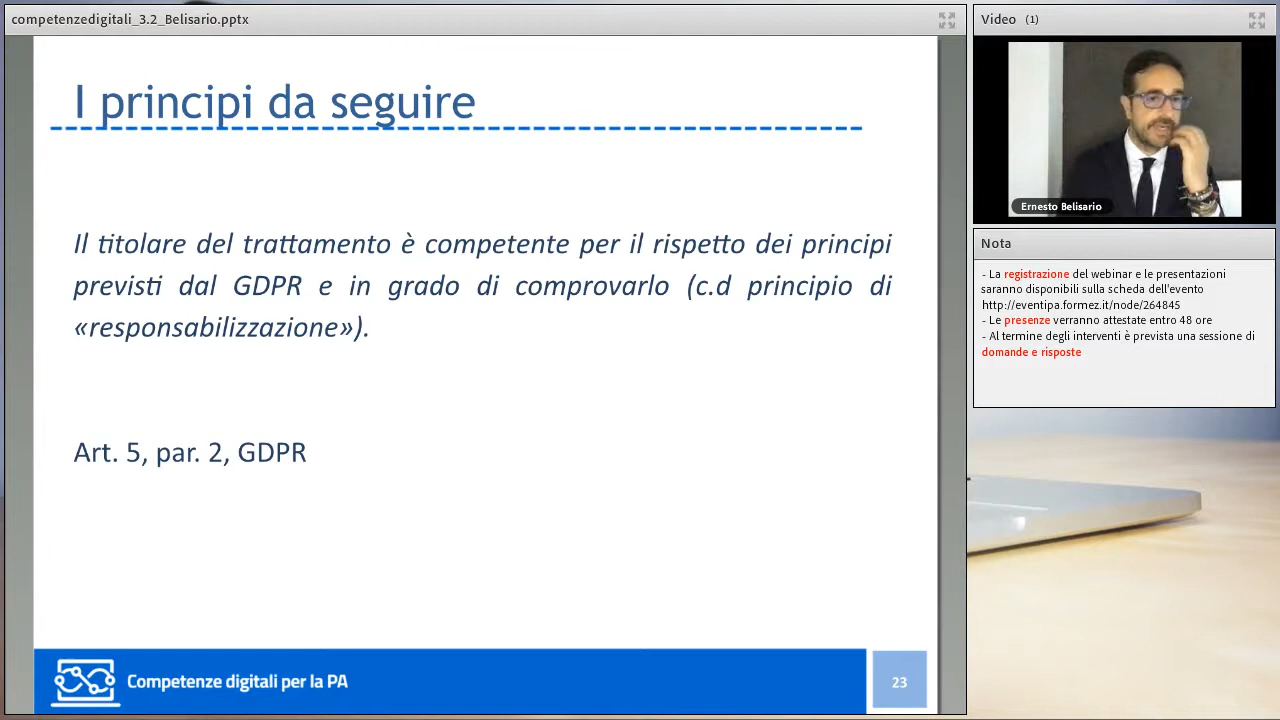 competenzedigitali_3.2_Belisario.pptx
I principi da seguire
Il titolare del trattamento è competente per il rispetto dei principi
previsti dal GDPR e in grado di comprovarlo (c.d principio di
«responsabilizzazione»).
Art. 5, par. 2, GDPR
Competenze digitali per la PA
23
Video (1)
Ernesto Belisario
Nota
- La registrazione del webinar e le presentazioni
saranno disponibili sulla scheda dell'evento
http://eventipa.formez.it/node/264845
- Le presenze verranno attestate entro 48 ore
- Al termine degli interventi è prevista una sessione di
domande e risposte